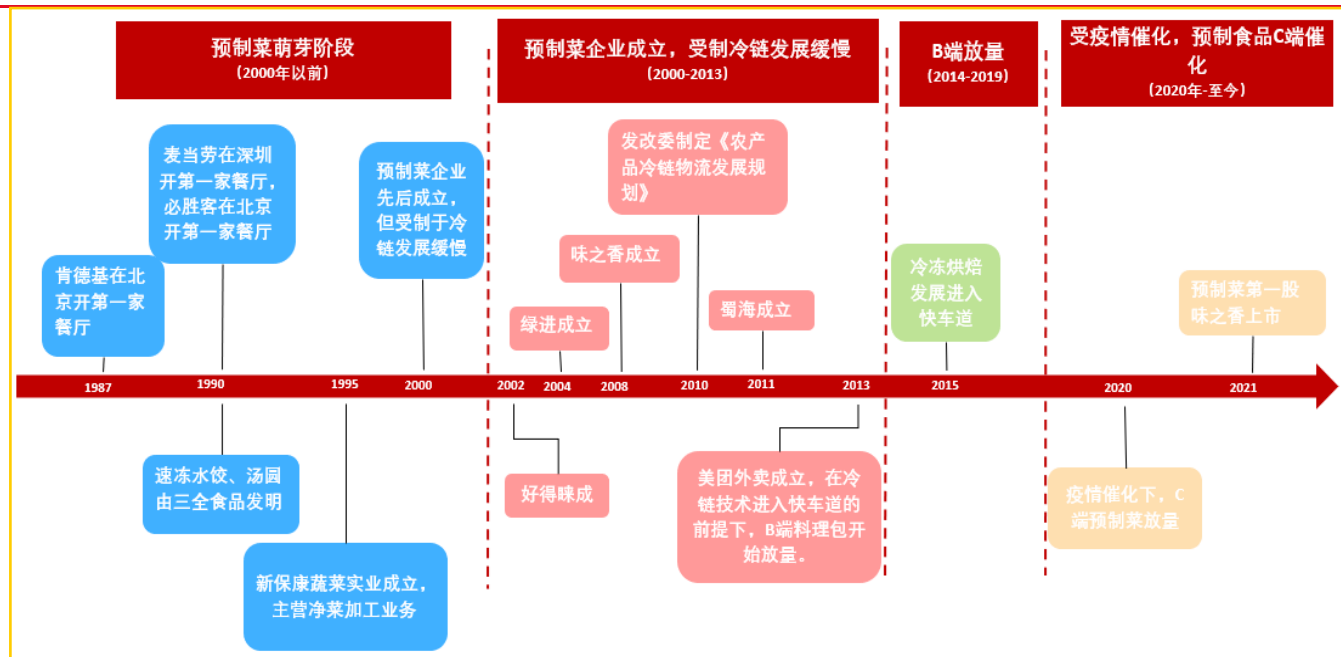 预制菜萌芽阶段
（2000年以前）
预制菜企业成立，受制冷链发展缓慢
（2000-2013）
B端放量
（2014-2019）
受疫情催化，预制食品C端催
化
（2020年-至今）
麦当劳在深圳
开第一家餐厅，
必胜客在北京
开第一家餐厅
预制菜企业
先后成立，
但受制于冷
链发展缓慢
肯德基在北
京开第一家
餐厅
发改委制定《农产
品冷链物流发展规
划》
味之香成立
绿进成立
蜀海成立
冷冻烘焙
发展进入
快车道
预制菜第一股
味之香上市
1987
1990
1995
2000
2002
2004
2008
2010
2011
2013
2015
2020
2021
速冻水饺、汤圆
由三全食品发明
新保康蔬菜实业成立，
主营净菜加工业务
好得睐成
美团外卖成立，在冷
链技术进入快车道的
前提下，B端料理包开
始放量。
疫情催化下，C
端预制菜放量